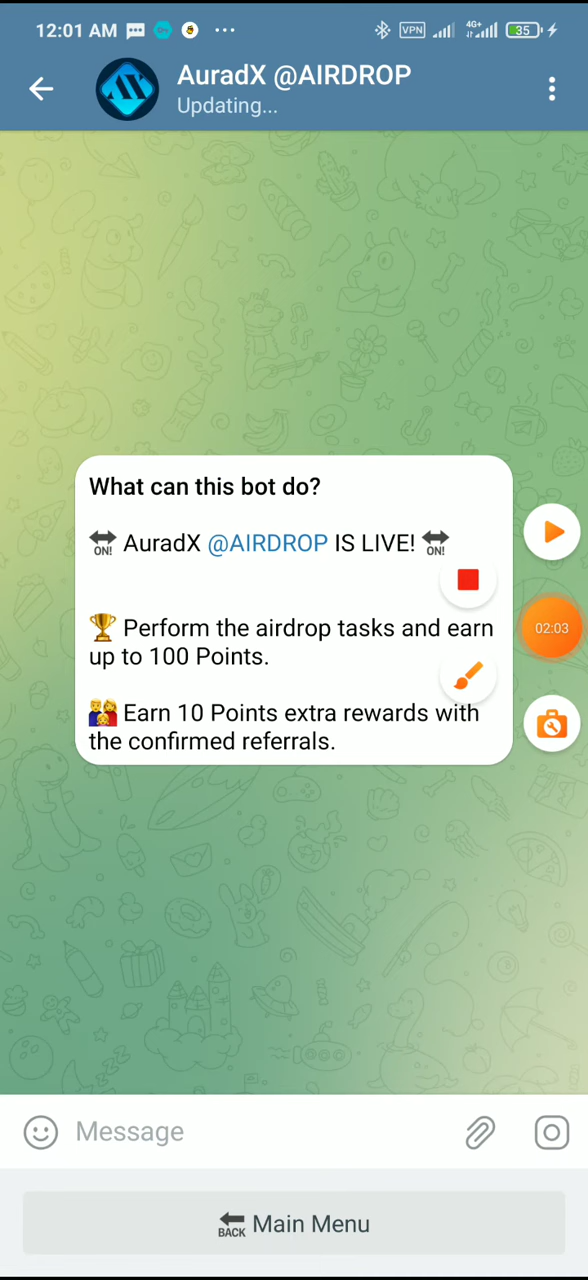 12:01 AM
VPN
4G+
35
AuradX @AIRDROP
Updating...
What can this bot do?
ON! AuradX @AIRDROP IS LIVE! ON!
🏆 Perform the airdrop tasks and earn
up to 100 Points.
👨‍👩‍👧 Earn 10 Points extra rewards with
the confirmed referrals.
02:03
Message
BACK Main Menu